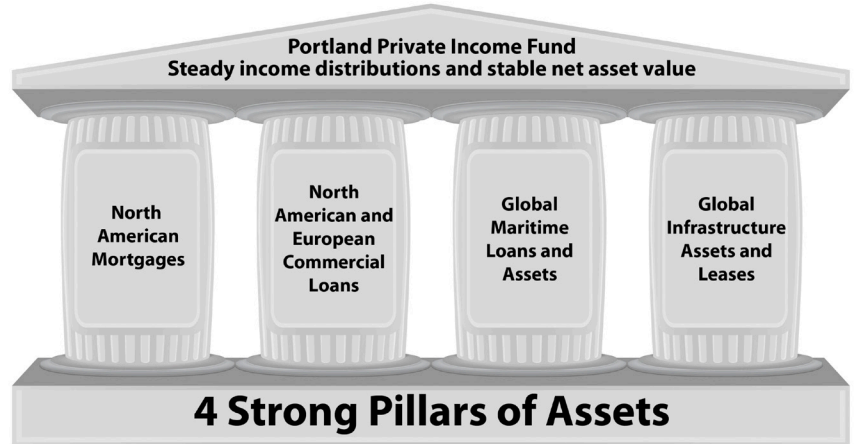 Portland Private Income Fund
Steady income distributions and stable net asset value
North
American
Mortgages
North
American and
European
Commercial
Loans
Global
Maritime
Loans and
Assets
Global
Infrastructure
Assets and
Leases
4 Strong Pillars of Assets